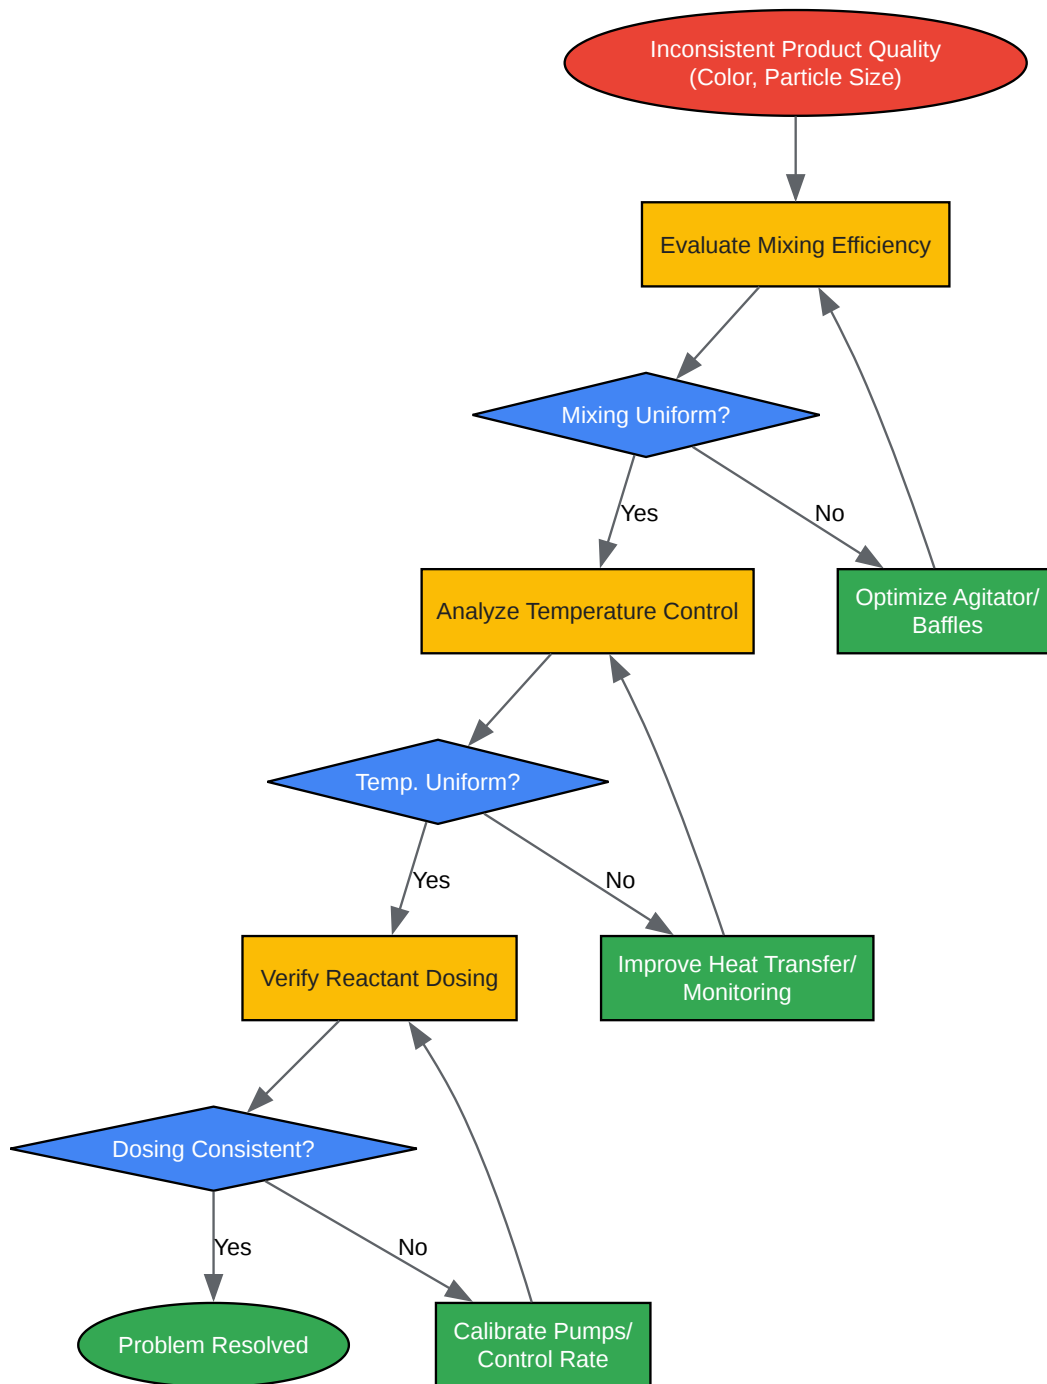 Inconsistent Product Quality
(Color, Particle Size)
Evaluate Mixing Efficiency
Mixing Uniform?
Yes
No
Analyze Temperature Control
Optimize Agitator/
Baffles
Temp. Uniform?
Yes
No
Verify Reactant Dosing
Improve Heat Transfer/
Monitoring
Dosing Consistent?
Yes
No
Problem Resolved
Calibrate Pumps/
Control Rate